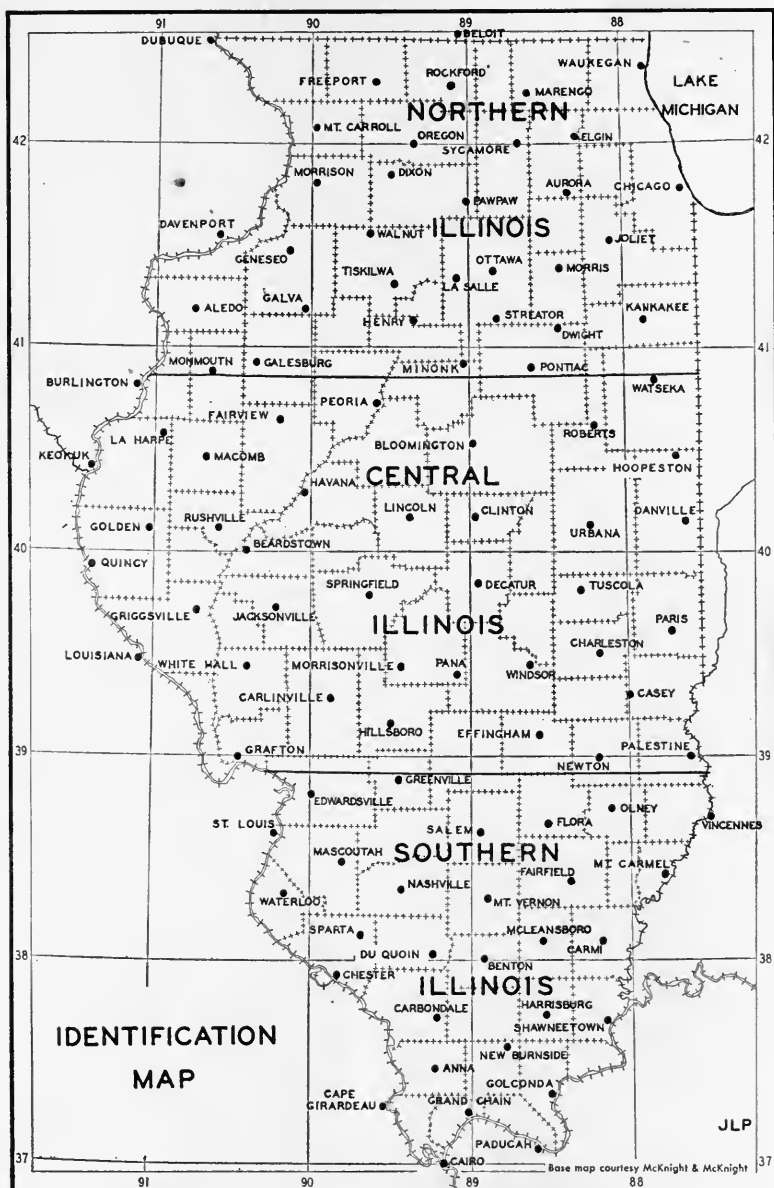 91 90 89 88
DUBUQUE BELOIT
WAUKEGAN
ROCKFORD
FREEPORT MARENGO
LAKE
MICHIGAN
NORTHERN
MT. CARROLL
OREGON ELGIN
42 SYCAMORE 42
MORRISON DIXON
AURORA CHICAGO
PAWPAW
DAVENPORT ILLINOIS
WALNUT JOLIET
GENESEO OTTAWA
TISKILWA MORRIS
LA SALLE
GALVA
ALEDO STREATOR KANKAKEE
HENRY DWIGHT
41 41
MONMOUTH GALESBURG MINONK PONTIAC
BURLINGTON WATSEKA
PEORIA
FAIRVIEW
LA HARPE ROBERTS
BLOOMINGTON
KEOKUK MACOMB HOOPESTON
CENTRAL
HAVANA
LINCOLN CLINTON DANVILLE
GOLDEN RUSHVILLE URBANA
BEARDSTOWN
40 40
QUINCY
SPRINGFIELD DECATUR TUSCOLA
GRIGGSVILLE JACKSONVILLE PARIS
ILLINOIS
CHARLESTON
LOUISIANA WHITE HALL MORRISONVILLE PANA
WINDSOR
CARLINVILLE CASEY
HILLSBORO EFFINGHAM
GRAFTON PALESTINE
39 NEWTON 39
GREENVILLE
EDWARDSVILLE OLNEY
ST. LOUIS SALEM FLORA VINCENNES
MASCOUTAH SOUTHERN
FAIRFIELD MT. CARMEL
NASHVILLE
WATERLOO MT. VERNON
SPARTA MCLEANSBORO
DU QUOIN CARMI
38 BENTON 38
CHESTER
ILLINOIS
CARBONDALE HARRISBURG
SHAWNEETOWN
IDENTIFICATION
MAP
NEW BURNSIDE
ANNA
GOLCONDA
CAPE
GIRARDEAU
GRAND CHAIN
JLP
PADUCAH
37 CAIRO 37
Base map courtesy McKnight & McKnight
91 90 89 88